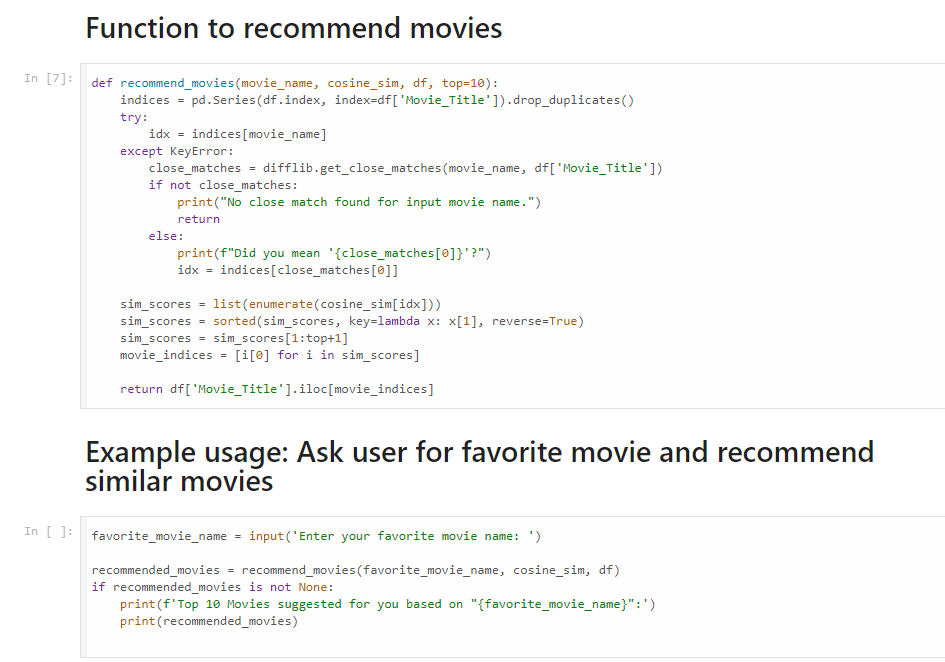 Function to recommend movies
In [7]:
def recommend_movies(movie_name, cosine_sim, df, top=10):
    indices = pd.Series(df.index, index=df['Movie_Title']).drop_duplicates()
    try:
        idx = indices[movie_name]
    except KeyError:
        close_matches = difflib.get_close_matches(movie_name, df['Movie_Title'])
        if not close_matches:
            print("No close match found for input movie name.")
            return
        else:
            print(f"Did you mean '{close_matches[0]}'?")
            idx = indices[close_matches[0]]
    sim_scores = list(enumerate(cosine_sim[idx]))
    sim_scores = sorted(sim_scores, key=lambda x: x[1], reverse=True)
    sim_scores = sim_scores[1:top+1]
    movie_indices = [i[0] for i in sim_scores]
    return df['Movie_Title'].iloc[movie_indices]
Example usage: Ask user for favorite movie and recommend
similar movies
In [ ]:
favorite_movie_name = input('Enter your favorite movie name: ')
recommended_movies = recommend_movies(favorite_movie_name, cosine_sim, df)
if recommended_movies is not None:
    print(f'Top 10 Movies suggested for you based on "{favorite_movie_name}":')
    print(recommended_movies)